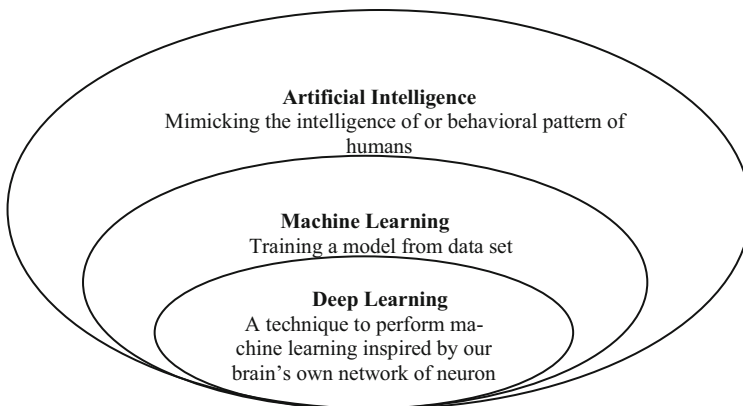 Artificial Intelligence
Mimicking the intelligence of or behavioral pattern of
humans
Machine Learning
Training a model from data set
Deep Learning
A technique to perform ma-
chine learning inspired by our
brain’s own network of neuron